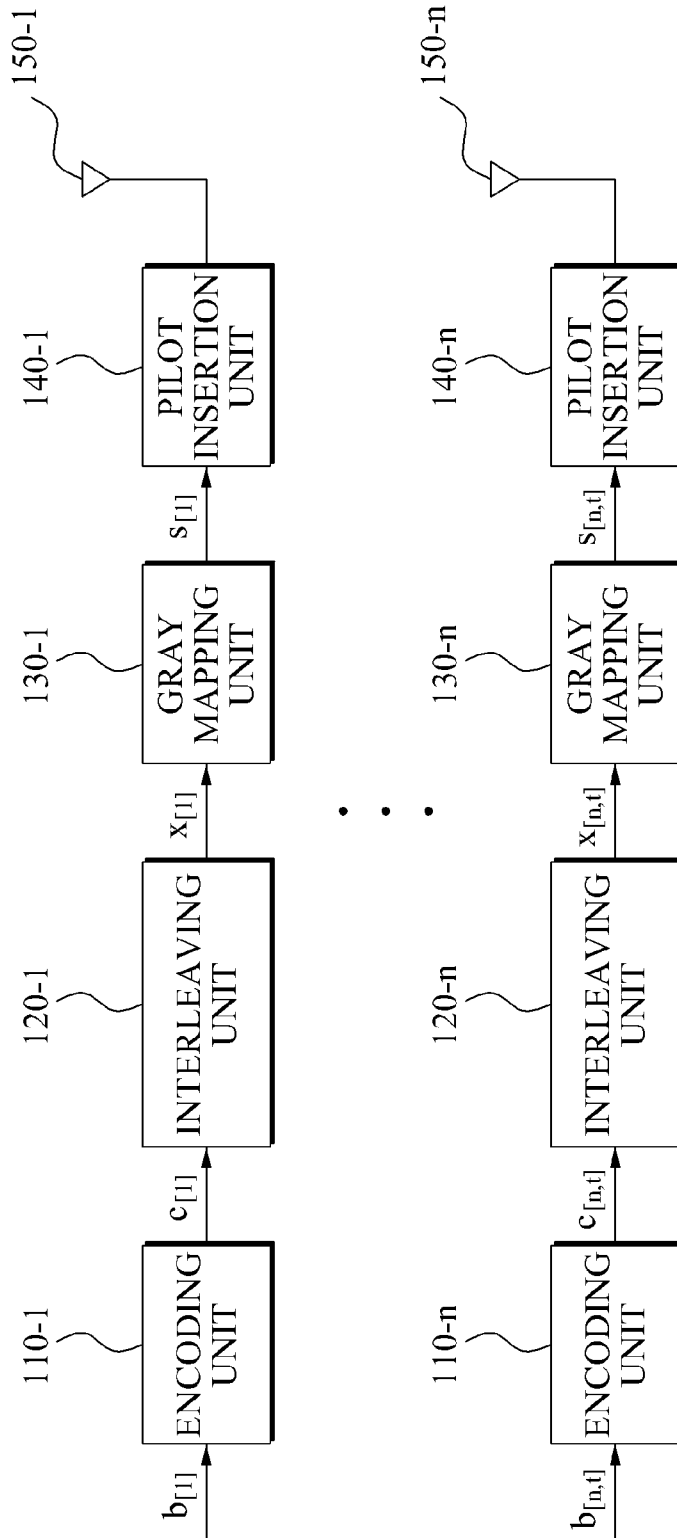 150-1
140-1
130-1
120-1
110-1
PILOT
INSERTION
UNIT
GRAY
MAPPING
UNIT
INTERLEAVING
UNIT
ENCODING
UNIT
s[1]
x[1]
c[1]
b[1]
150-n
140-n
130-n
120-n
110-n
PILOT
INSERTION
UNIT
GRAY
MAPPING
UNIT
INTERLEAVING
UNIT
ENCODING
UNIT
s[n,t]
x[n,t]
c[n,t]
b[n,t]